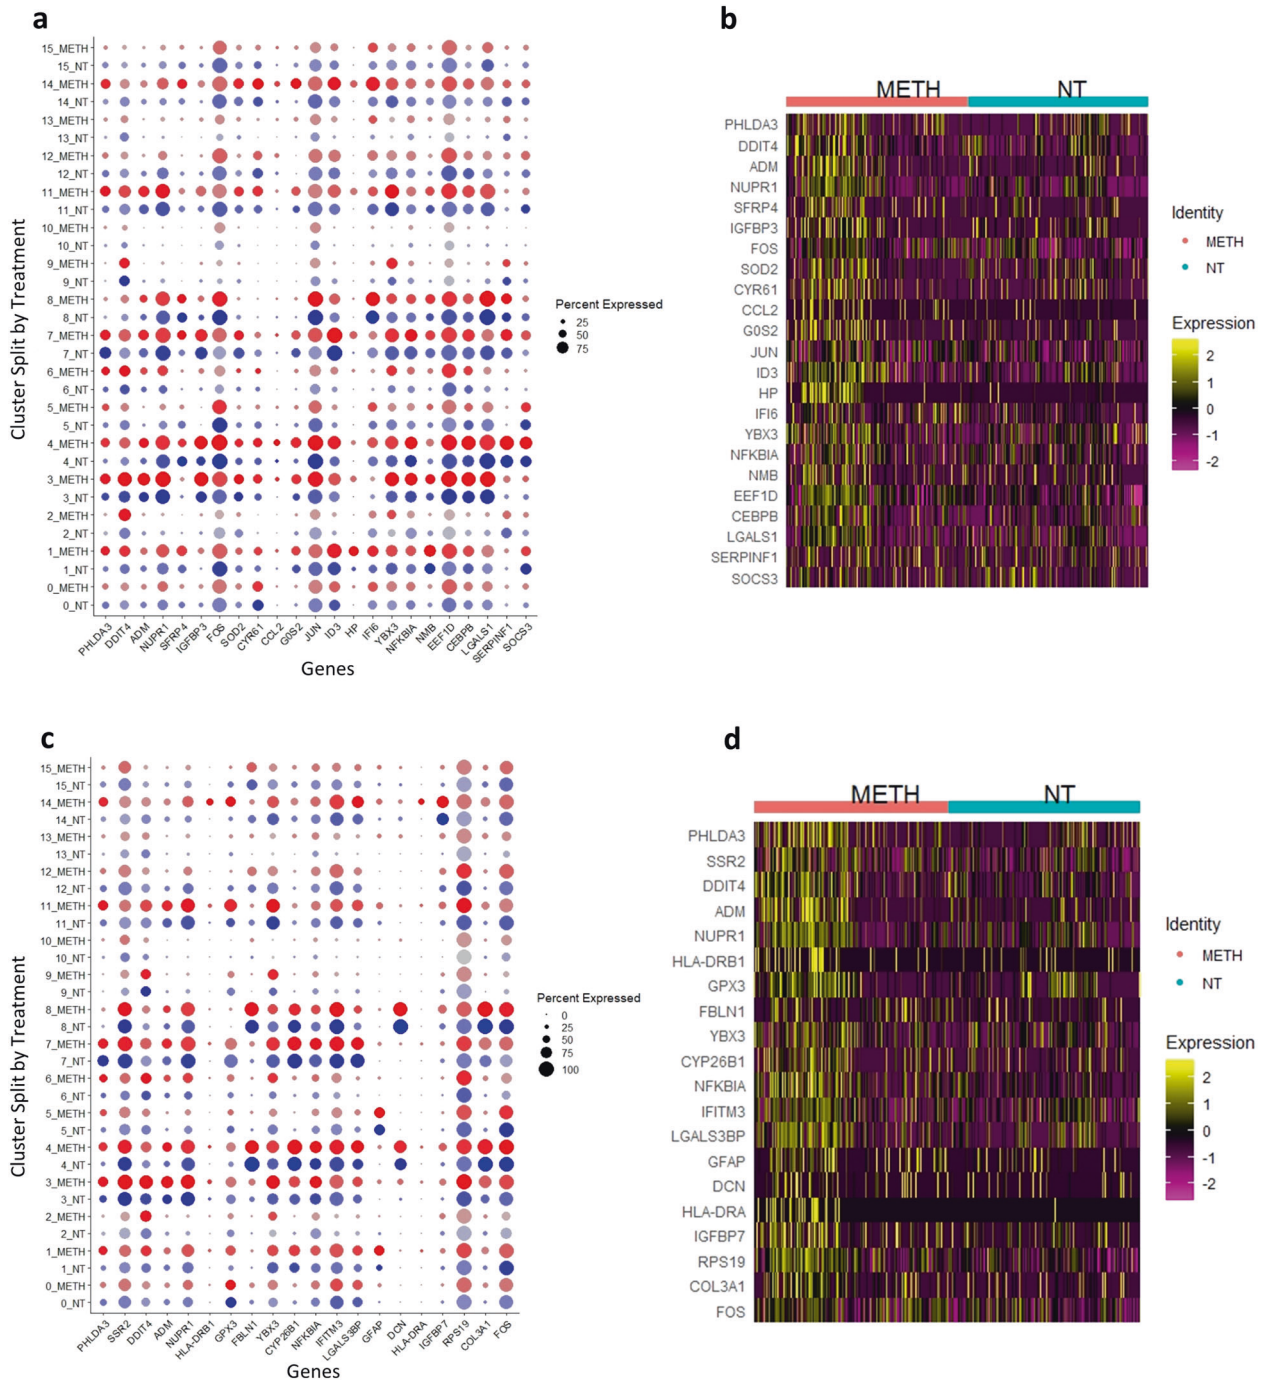 a
Cluster Split by Treatment
15_METH
15_NT
14_METH
14_NT
13_METH
13_NT
12_METH
12_NT
11_METH
11_NT
10_METH
10_NT
9_METH
9_NT
8_METH
8_NT
7_METH
7_NT
6_METH
6_NT
5_METH
5_NT
4_METH
4_NT
3_METH
3_NT
2_METH
2_NT
1_METH
1_NT
0_METH
0_NT
PHLDA3
DDIT4
ADM
NUPR1
SFRP4
IGFBP3
FOS
SOD2
CYR61
CCL2
G0S2
JUN
ID3
HP
IFI6
YBX3
NFKBIA
NMB
EEF1D
CEBPB
LGALS1
SERPINF1
SOCS3
Genes
Percent Expressed
25
50
75
b
METH NT
PHLDA3
DDIT4
ADM
NUPR1
SFRP4
IGFBP3
FOS
SOD2
CYR61
CCL2
G0S2
JUN
ID3
HP
IFI6
YBX3
NFKBIA
NMB
EEF1D
CEBPB
LGALS1
SERPINF1
SOCS3
Identity
METH
NT
Expression
2
1
0
-1
-2
c
Cluster Split by Treatment
15_METH
15_NT
14_METH
14_NT
13_METH
13_NT
12_METH
12_NT
11_METH
11_NT
10_METH
10_NT
9_METH
9_NT
8_METH
8_NT
7_METH
7_NT
6_METH
6_NT
5_METH
5_NT
4_METH
4_NT
3_METH
3_NT
2_METH
2_NT
1_METH
1_NT
0_METH
0_NT
PHLDA3
SSR2
DDIT4
ADM
NUPR1
HLA-DRB1
GPX3
FBLN1
YBX3
CYP26B1
NFKBIA
IFITM3
LGALS3BP
GFAP
DCN
HLA-DRA
IGFBP7
RPS19
COL3A1
FOS
Genes
Percent Expressed
0
25
50
75
100
d
METH NT
PHLDA3
SSR2
DDIT4
ADM
NUPR1
HLA-DRB1
GPX3
FBLN1
YBX3
CYP26B1
NFKBIA
IFITM3
LGALS3BP
GFAP
DCN
HLA-DRA
IGFBP7
RPS19
COL3A1
FOS
Identity
METH
NT
Expression
2
1
0
-1
-2